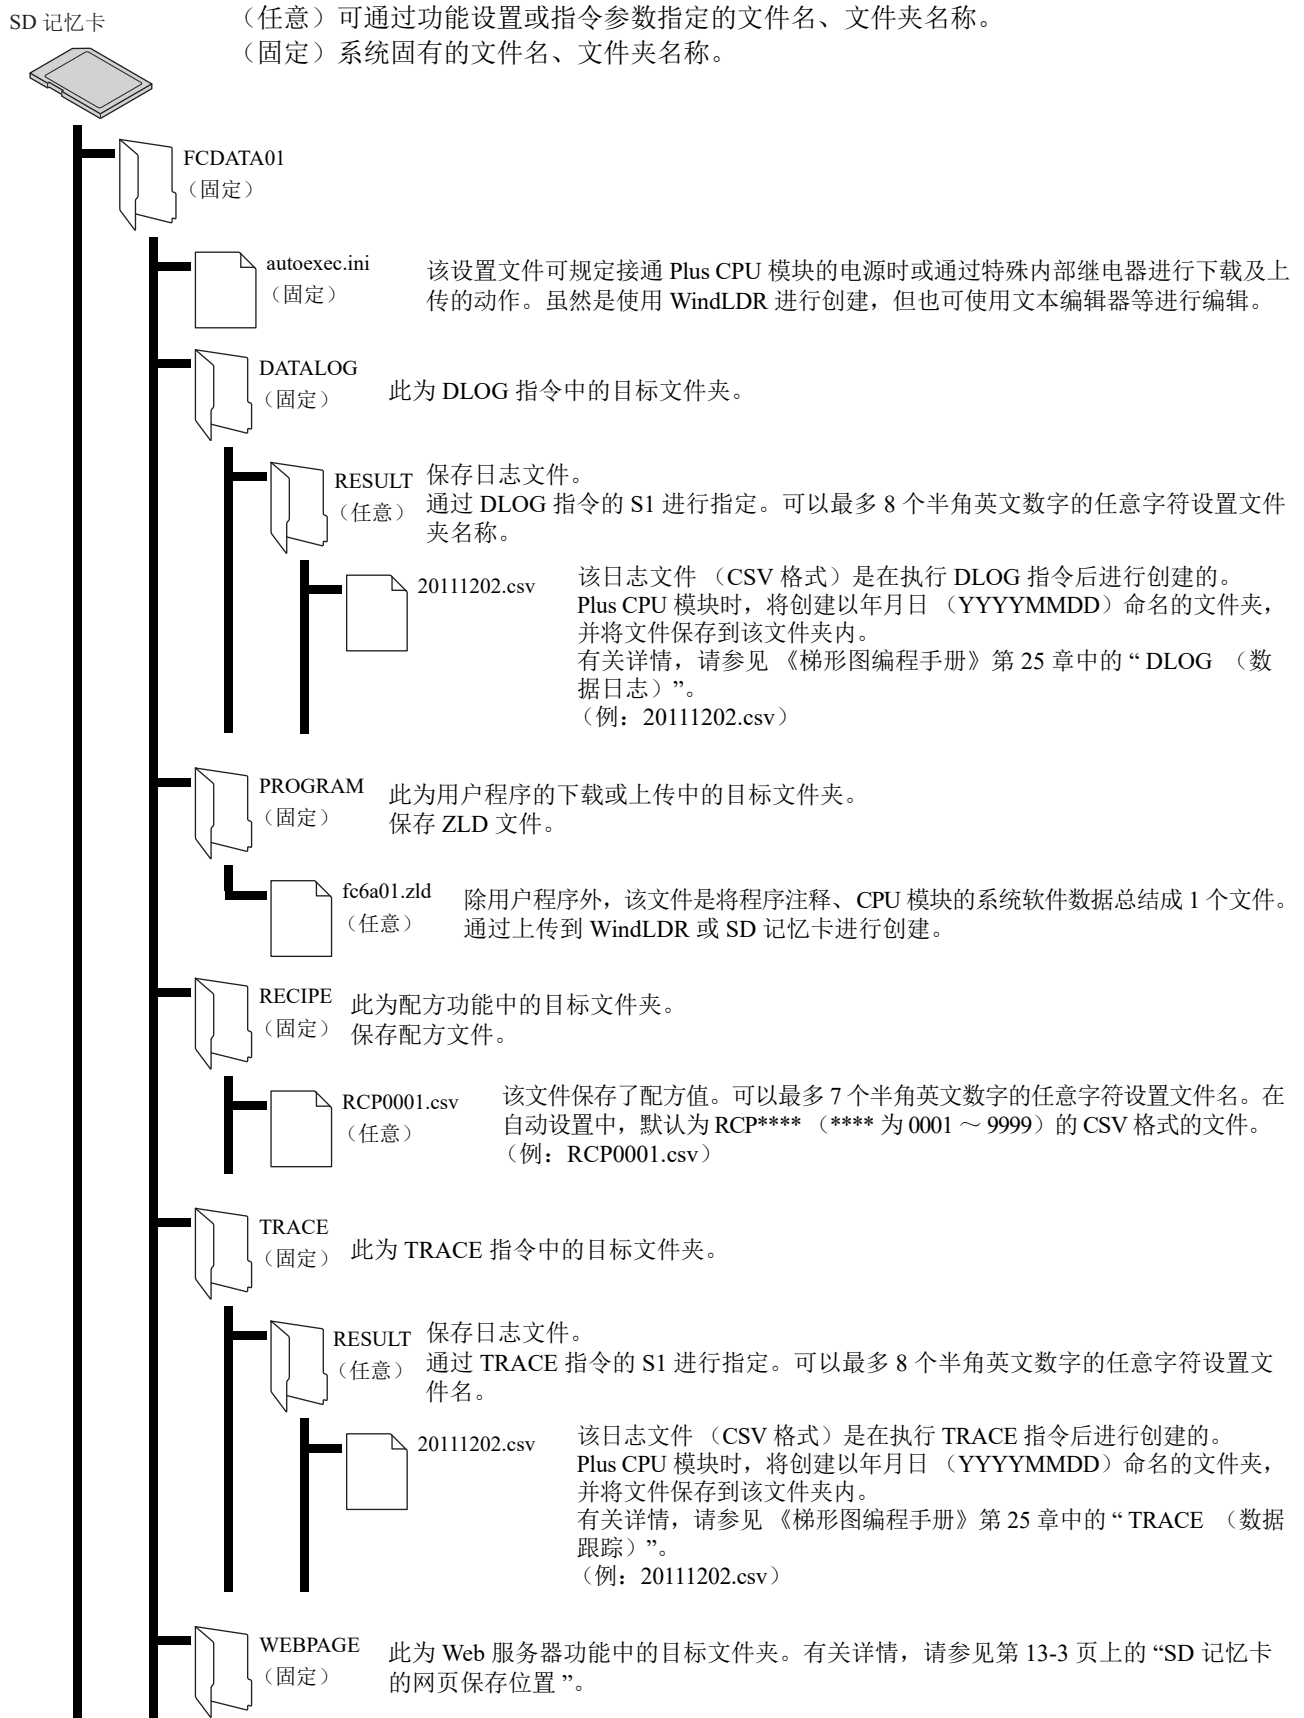 SD 记忆卡
（任意）可通过功能设置或指令参数指定的文件名、文件夹名称。
（固定）系统固有的文件名、文件夹名称。
FCDATA01
（固定）
autoexec.ini
（固定）
该设置文件可规定接通 Plus CPU 模块的电源时或通过特殊内部继电器进行下载及上
传的动作。虽然是使用 WindLDR 进行创建，但也可使用文本编辑器等进行编辑。
DATALOG
（固定）
此为 DLOG 指令中的目标文件夹。
RESULT
（任意）
保存日志文件。
通过 DLOG 指令的 S1 进行指定。可以最多 8 个半角英文数字的任意字符设置文件
夹名称。
20111202.csv
该日志文件 （CSV 格式）是在执行 DLOG 指令后进行创建的。
Plus CPU 模块时，将创建以年月日 （YYYYMMDD）命名的文件夹，
并将文件保存到该文件夹内。
有关详情，请参见 《梯形图编程手册》第 25 章中的 “ DLOG （数
据日志）”。
（例：20111202.csv）
PROGRAM
（固定）
此为用户程序的下载或上传中的目标文件夹。
保存 ZLD 文件。
fc6a01.zld
（任意）
除用户程序外，该文件是将程序注释、CPU 模块的系统软件数据总结成 1 个文件。
通过上传到 WindLDR 或 SD 记忆卡进行创建。
RECIPE
（固定）
此为配方功能中的目标文件夹。
保存配方文件。
RCP0001.csv
（任意）
该文件保存了配方值。可以最多 7 个半角英文数字的任意字符设置文件名。在
自动设置中，默认为 RCP**** （**** 为 0001 ～ 9999）的 CSV 格式的文件。
（例：RCP0001.csv）
TRACE
（固定）
此为 TRACE 指令中的目标文件夹。
RESULT
（任意）
保存日志文件。
通过 TRACE 指令的 S1 进行指定。可以最多 8 个半角英文数字的任意字符设置文
件名。
20111202.csv
该日志文件 （CSV 格式）是在执行 TRACE 指令后进行创建的。
Plus CPU 模块时，将创建以年月日 （YYYYMMDD）命名的文件夹，
并将文件保存到该文件夹内。
有关详情，请参见 《梯形图编程手册》第 25 章中的 “ TRACE （数据
跟踪）”。
（例：20111202.csv）
WEBPAGE
（固定）
此为 Web 服务器功能中的目标文件夹。有关详情，请参见第 13-3 页上的 “SD 记忆卡
的网页保存位置 ”。